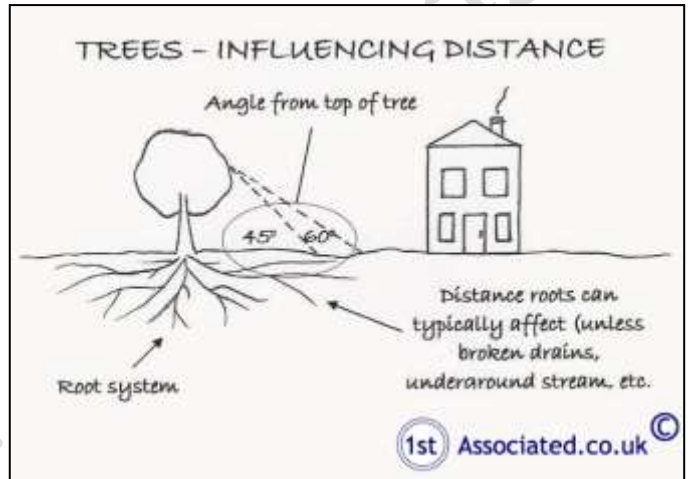 TREES – INFLUENCING DISTANCE
Angle from top of tree
45° 60°
Distance roots can
typically affect (unless
broken drains,
underaround stream, etc.
Root system
1st Associated.co.uk ©